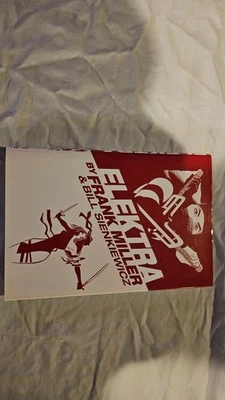 ELEKTRA
BY FRANK MILLER
& BILL SIENKIEWICZ